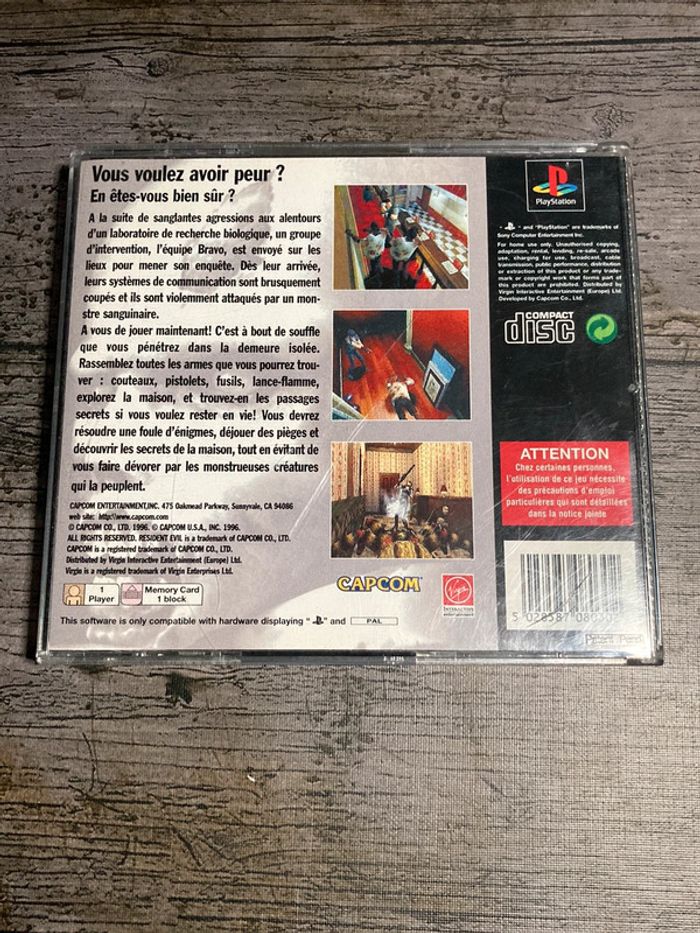 Vous voulez avoir peur ?
En êtes-vous bien sûr ?
A la suite de sanglantes agressions aux alentours
d'un laboratoire de recherche biologique, un groupe
d'intervention, l'équipe Bravo, est envoyé sur les
lieux pour mener son enquête. Dès leur arrivée,
leurs systèmes de communication sont brusquement
coupés et ils sont violemment attaqués par un mon-
stre sanguinaire.
A vous de jouer maintenant! C'est à bout de souffle
que vous pénétrez dans la demeure isolée.
Rassemblez toutes les armes que vous pourrez trou-
ver : couteaux, pistolets, fusils, lance-flamme,
explorez la maison, et trouvez-en les passages
secrets si vous voulez rester en vie! Vous devrez
résoudre une foule d'énigmes, déjouer des pièges et
découvrir les secrets de la maison, tout en évitant de
vous faire dévorer par les monstrueuses créatures
qui la peuplent.
CAPCOM ENTERTAINMENT,INC. 475 Oakmead Parkway, Sunnyvale, CA 94086
web site: http:\\www.capcom.com
© CAPCOM CO., LTD. 1996. © CAPCOM U.S.A., INC. 1996.
ALL RIGHTS RESERVED. RESIDENT EVIL is a trademark of CAPCOM CO., LTD.
CAPCOM is a registered trademark of CAPCOM CO., LTD.
Distributed by Virgin Interactive Entertainment (Europe) Ltd.
Virgin is a registered trademark of Virgin Enterprises Ltd.
1 Player
Memory Card
1 block
This software is only compatible with hardware displaying " " and PAL
CAPCOM
Virgin
INTERACTIVE
entertainment
PlayStation
" " and "PlayStation" are trademarks of
Sony Computer Entertainment Inc.
For home use only. Unauthorised copying,
adaptation, rental, lending, re-sale, arcade
use, charging for use, broadcast, cable
transmission, public performance, distribution
or extraction of this product or any trade-
mark or copyright work that forms part of
this product are prohibited. Distributed by
Virgin Interactive Entertainment (Europe) Ltd.
Developed by Capcom Co., Ltd.
COMPACT
disc
ATTENTION
Chez certaines personnes,
l'utilisation de ce jeu nécessite
des précautions d'emploi
particulières qui sont détaillées
dans la notice jointe
5 028587 080302
Patent Pend